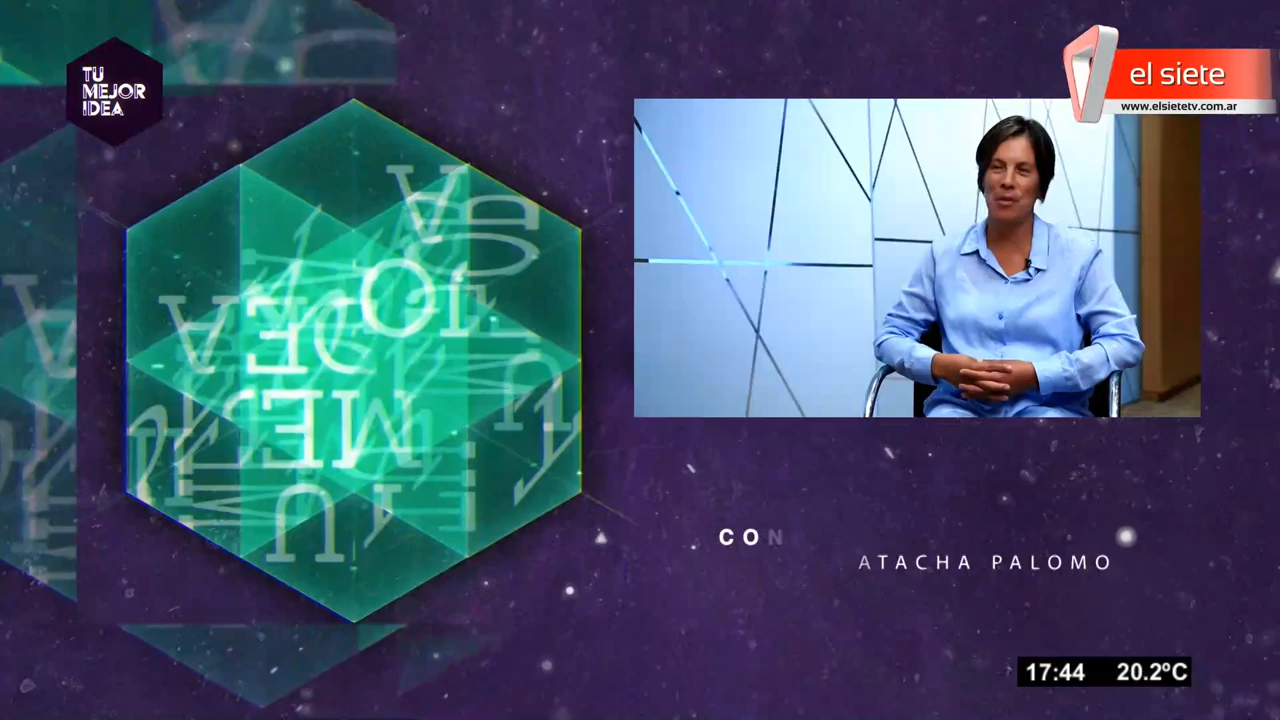 TU
MEJOR
IDEA
el siete
www.elsietetv.com.ar
CON
ATACHA PALOMO
17:44 20.2ºC